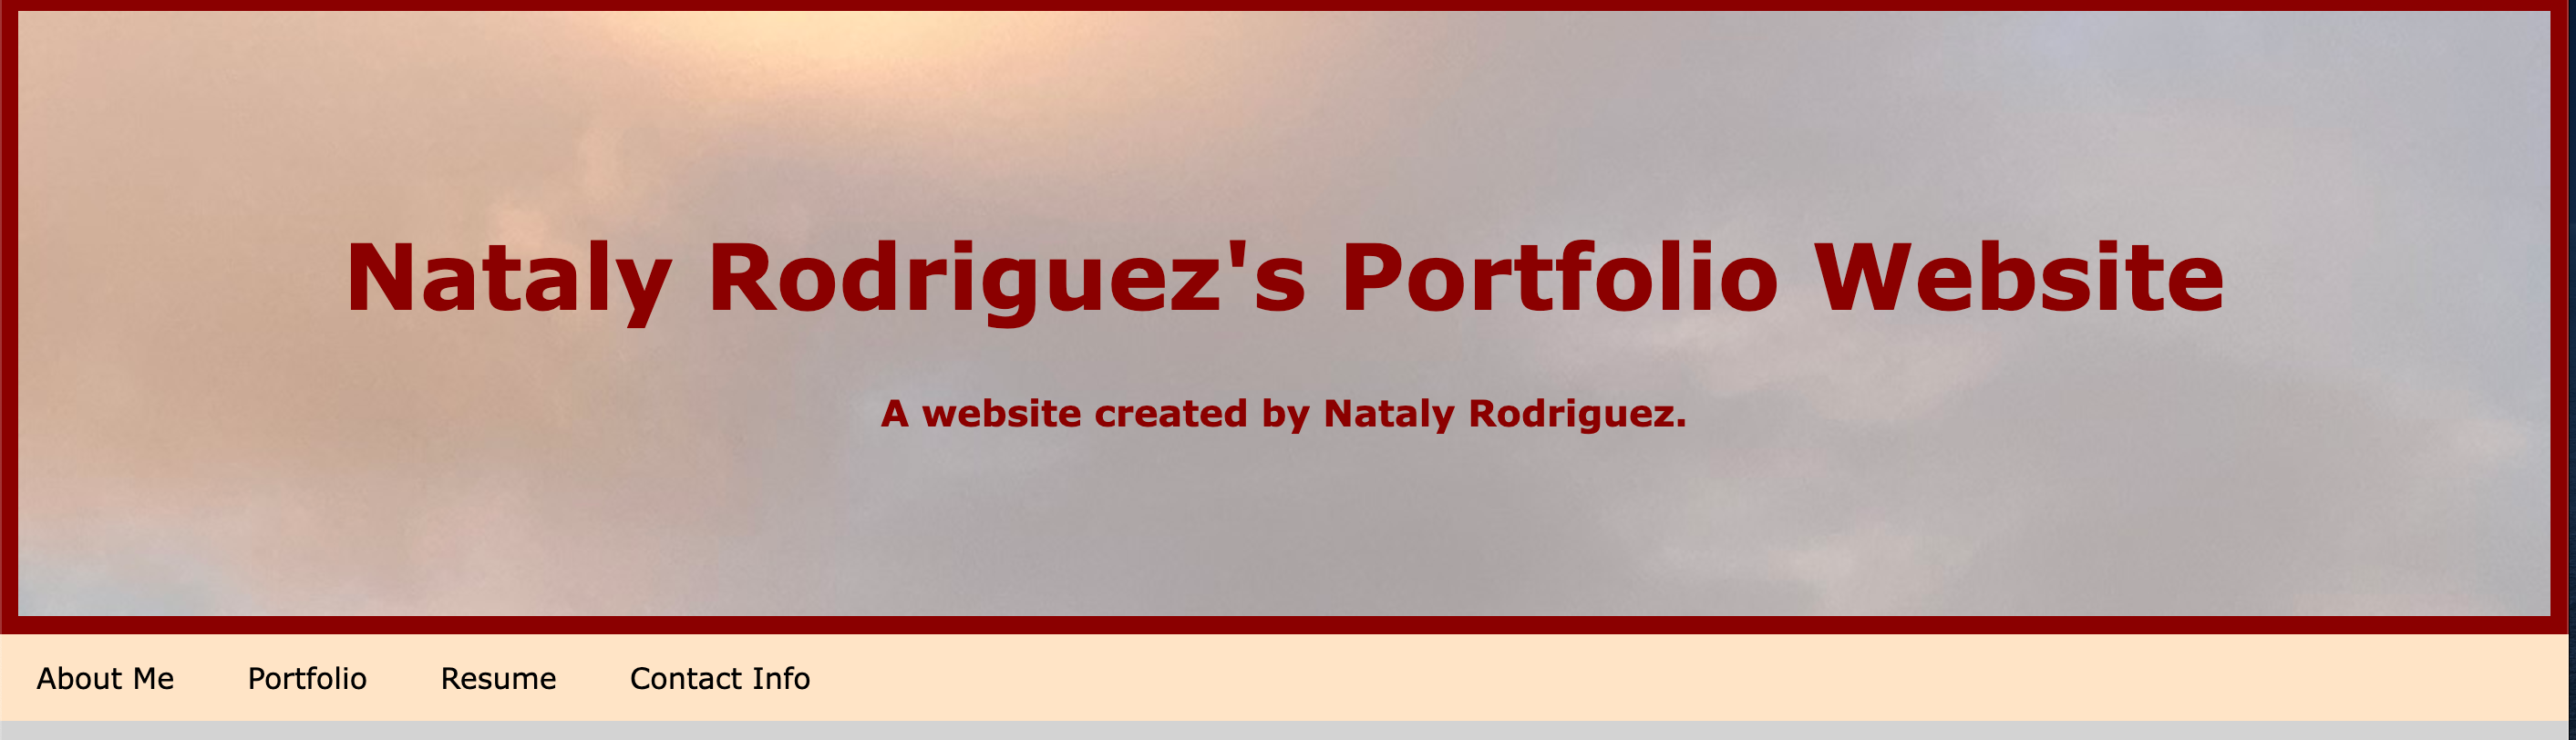 Nataly Rodriguez's Portfolio Website
A website created by Nataly Rodriguez.
About Me Portfolio Resume Contact Info